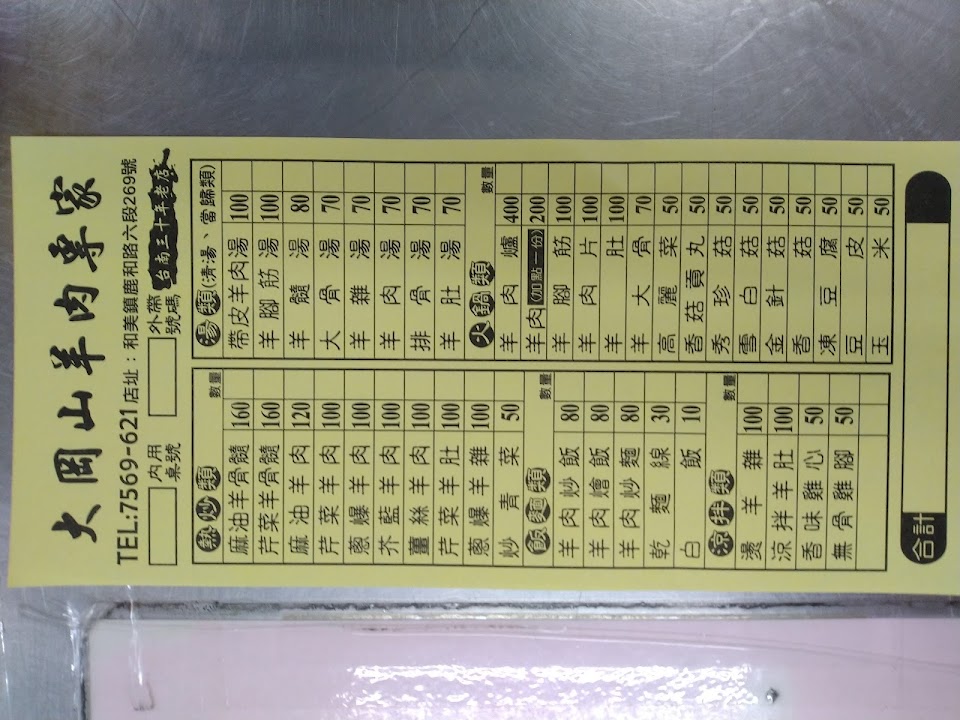 大岡山羊肉專家
TEL:7569-621 店址：和美鎮鹿和路六段269號
內用桌號
外帶號碼
台南三十年老店
熱炒類 數量
麻油羊骨髓 160
芹菜羊骨髓 160
麻油羊肉 120
芹菜羊肉 100
蔥爆羊肉 100
芥藍羊肉 100
薑絲羊肉 100
芹菜羊肚 100
蔥爆羊雜 100
炒青菜 50
飯麵類 數量
羊肉炒飯 80
羊肉燴飯 80
羊肉炒麵 80
乾麵線 30
白飯 10
涼拌類 數量
燙羊雜 100
涼拌羊肚 100
香味雞心 50
無骨雞腳 50
湯類(清湯、當歸類)
帶皮羊肉湯 100
羊腳筋湯 100
羊髓湯 80
大骨湯 70
羊雜湯 70
羊肉湯 70
排骨湯 70
羊肚湯 70
火鍋類 數量
羊肉爐 400
羊肉(加點一份) 200
羊腳筋 100
羊肉片 100
羊肚 100
羊大骨 70
高麗菜 50
香菇貢丸 50
秀珍菇 50
雪白菇 50
金針菇 50
香菇 50
凍豆腐 50
豆皮 50
玉米 50
合計